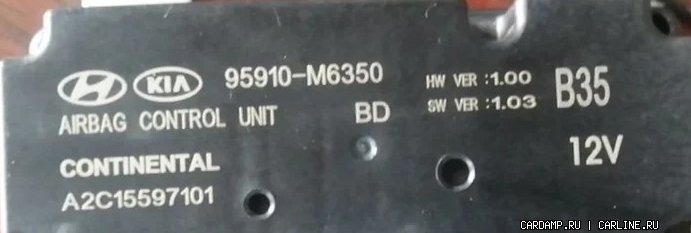 KIA 95910-M6350 HW VER :1.00 B35
AIRBAG CONTROL UNIT BD SW VER :1.03
CONTINENTAL 12V
A2C15597101
CARDAMP.RU | CARLINE.RU